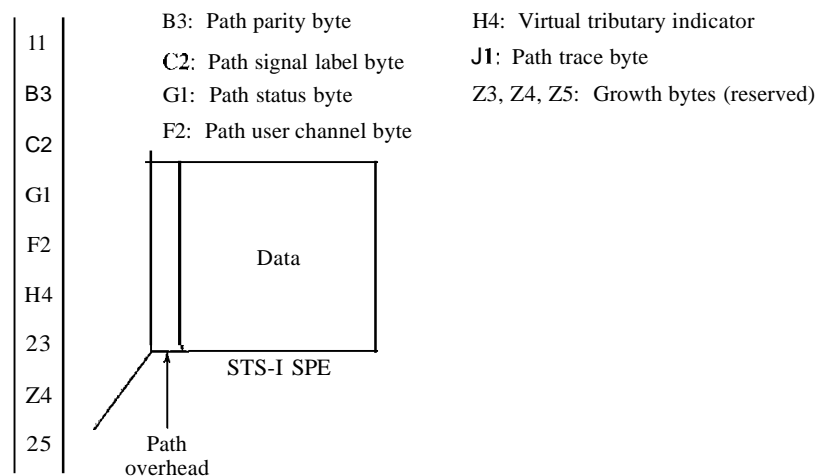 B3: Path parity byte
C2: Path signal label byte
G1: Path status byte
F2: Path user channel byte
H4: Virtual tributary indicator
J1: Path trace byte
Z3, Z4, Z5: Growth bytes (reserved)
11
B3
C2
G1
F2
H4
23
Z4
25
Data
STS-I SPE
Path
overhead